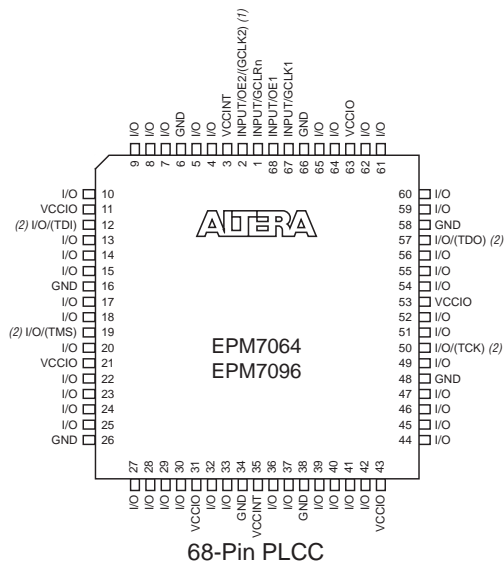 INPUT/OE2/(GCLK2) (1)
INPUT/GCLRn
INPUT/OE1
INPUT/GCLK1
I/O
I/O
I/O
GND
I/O
I/O
VCCINT
GND
I/O
I/O
VCCIO
I/O
I/O
9 8 7 6 5 4 3 2 1 68 67 66 65 64 63 62 61
I/O 10
VCCIO 11
(2) I/O/(TDI) 12
I/O 13
I/O 14
I/O 15
GND 16
I/O 17
I/O 18
(2) I/O/(TMS) 19
I/O 20
VCCIO 21
I/O 22
I/O 23
I/O 24
I/O 25
GND 26
ALTERA
EPM7064
EPM7096
60 I/O
59 I/O
58 GND
57 I/O/(TDO) (2)
56 I/O
55 I/O
54 I/O
53 VCCIO
52 I/O
51 I/O
50 I/O/(TCK) (2)
49 I/O
48 GND
47 I/O
46 I/O
45 I/O
44 I/O
27 28 29 30 31 32 33 34 35 36 37 38 39 40 41 42 43
I/O
I/O
I/O
I/O
VCCIO
I/O
I/O
GND
VCCINT
I/O
I/O
GND
I/O
I/O
I/O
I/O
VCCIO
68-Pin PLCC